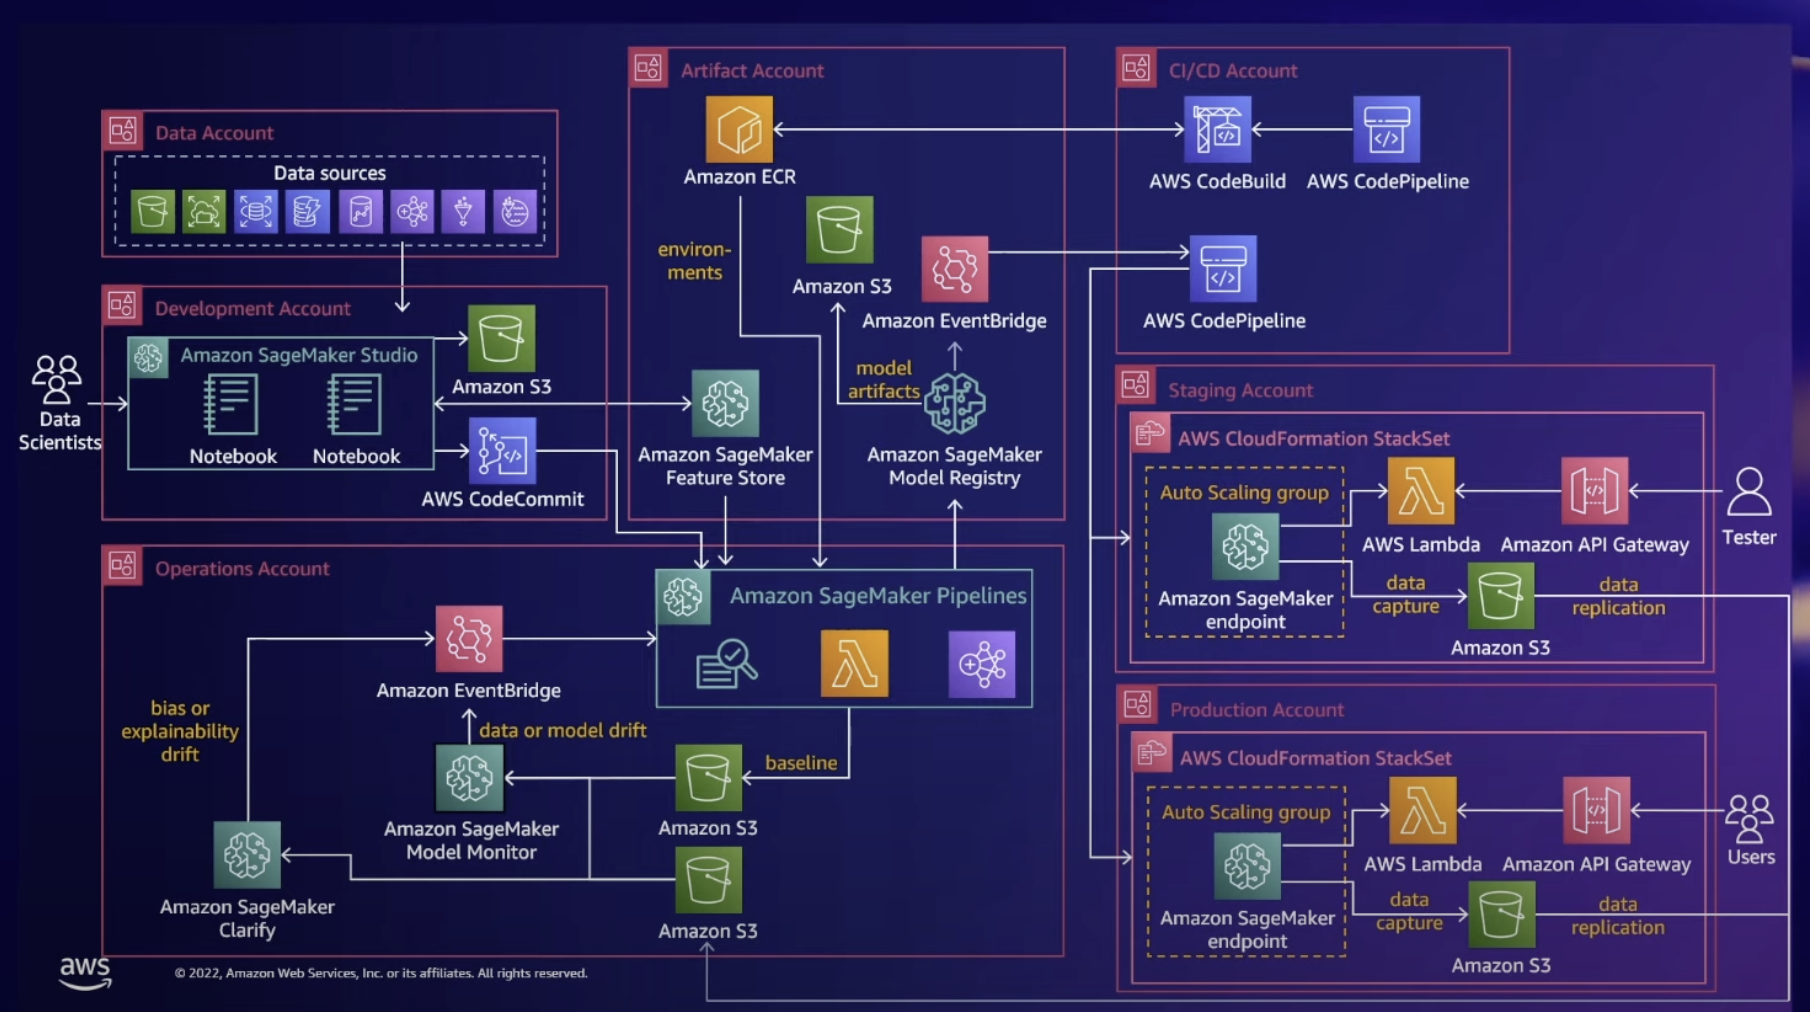 Artifact Account
CI/CD Account
Data Account
Data sources
Amazon ECR
AWS CodeBuild
AWS CodePipeline
environ-
ments
Amazon S3
Amazon EventBridge
AWS CodePipeline
Development Account
Amazon SageMaker Studio
Notebook
Notebook
Amazon S3
AWS CodeCommit
Data
Scientists
model
artifacts
Amazon SageMaker
Feature Store
Amazon SageMaker
Model Registry
Staging Account
AWS CloudFormation StackSet
Auto Scaling group
Amazon SageMaker
endpoint
AWS Lambda
Amazon API Gateway
Tester
data
capture
data
replication
Amazon S3
Operations Account
Amazon SageMaker Pipelines
Amazon EventBridge
bias or
explainability
drift
data or model drift
baseline
Amazon SageMaker
Model Monitor
Amazon S3
Amazon SageMaker
Clarify
Amazon S3
Production Account
AWS CloudFormation StackSet
Auto Scaling group
Amazon SageMaker
endpoint
AWS Lambda
Amazon API Gateway
Users
data
capture
data
replication
Amazon S3
aws
© 2022, Amazon Web Services, Inc. or its affiliates. All rights reserved.